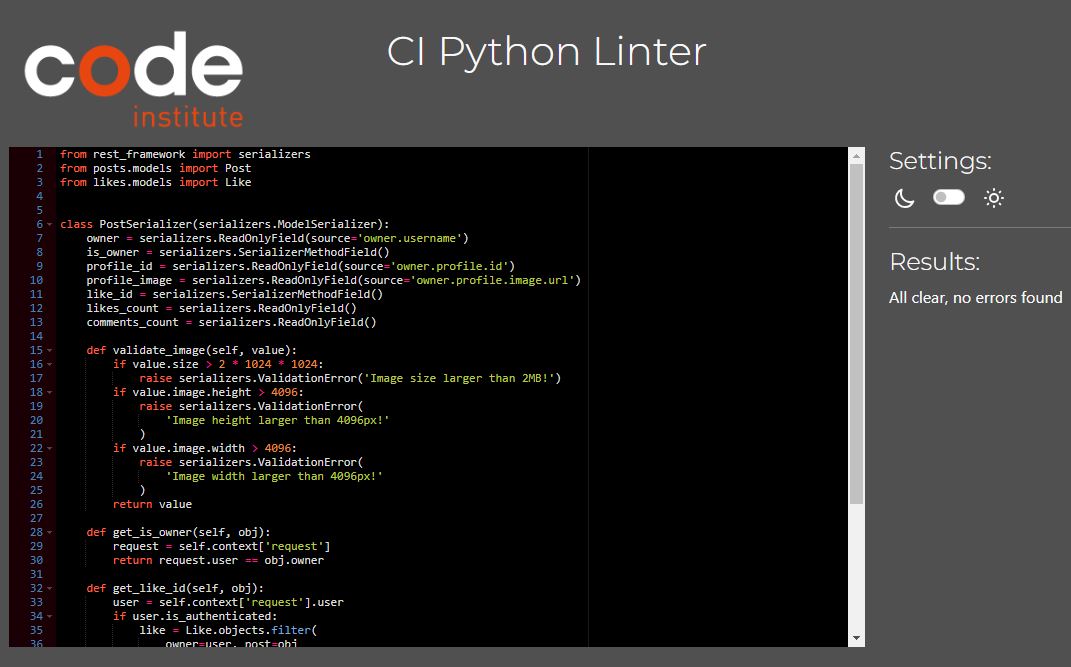 code
institute
CI Python Linter
1 from rest_framework import serializers
2 from posts.models import Post
3 from likes.models import Like
4
5
6 class PostSerializer(serializers.ModelSerializer):
7     owner = serializers.ReadOnlyField(source='owner.username')
8     is_owner = serializers.SerializerMethodField()
9     profile_id = serializers.ReadOnlyField(source='owner.profile.id')
10     profile_image = serializers.ReadOnlyField(source='owner.profile.image.url')
11     like_id = serializers.SerializerMethodField()
12     likes_count = serializers.ReadOnlyField()
13     comments_count = serializers.ReadOnlyField()
14
15     def validate_image(self, value):
16         if value.size > 2 * 1024 * 1024:
17             raise serializers.ValidationError('Image size larger than 2MB!')
18         if value.image.height > 4096:
19             raise serializers.ValidationError(
20                 'Image height larger than 4096px!'
21             )
22         if value.image.width > 4096:
23             raise serializers.ValidationError(
24                 'Image width larger than 4096px!'
25             )
26         return value
27
28     def get_is_owner(self, obj):
29         request = self.context['request']
30         return request.user == obj.owner
31
32     def get_like_id(self, obj):
33         user = self.context['request'].user
34         if user.is_authenticated:
35             like = Like.objects.filter(
36                 owner=user, post=obj
Settings:
Results:
All clear, no errors found